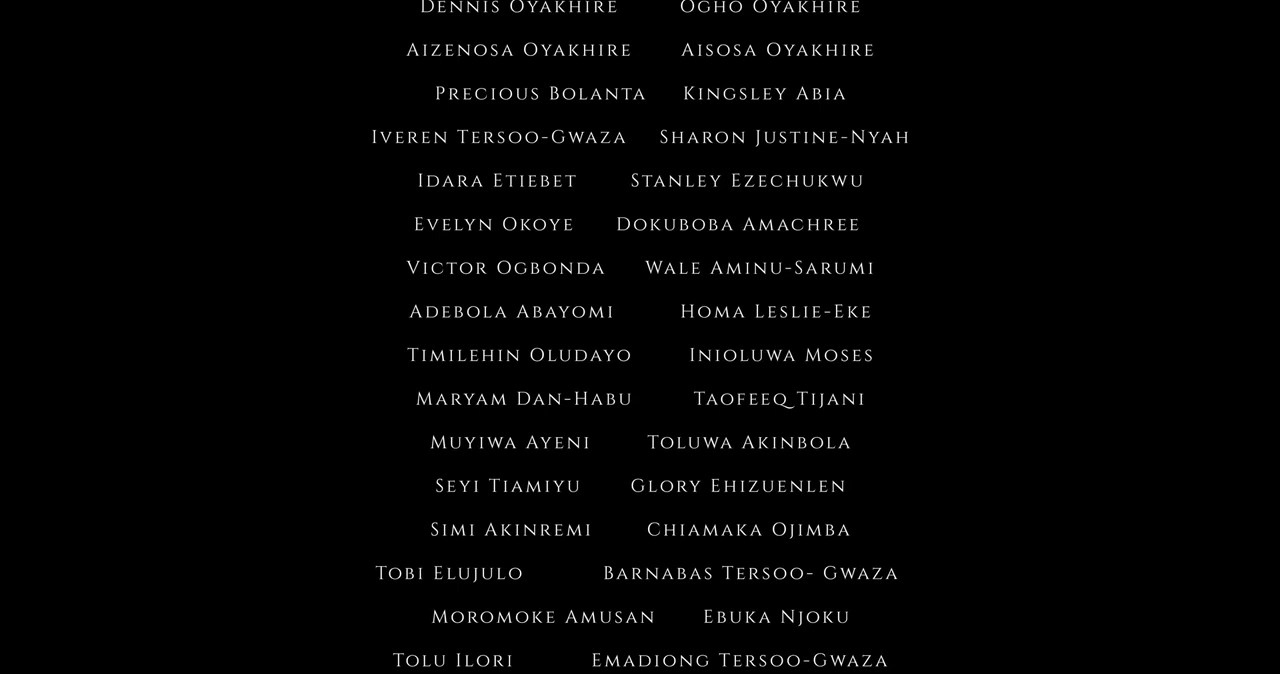 Dennis Oyakhire Ogho Oyakhire
Aizenosa Oyakhire Aisosa Oyakhire
Precious Bolanta Kingsley Abia
Iveren Tersoo-Gwaza Sharon Justine-Nyah
Idara Etiebet Stanley Ezechukwu
Evelyn Okoye Dokuboba Amachree
Victor Ogbonda Wale Aminu-Sarumi
Adebola Abayomi Homa Leslie-Eke
Timilehin Oludayo Inioluwa Moses
Maryam Dan-Habu Taofeeq Tijani
Muyiwa Ayeni Toluwa Akinbola
Seyi Tiamiyu Glory Ehizuenlen
Simi Akinremi Chiamaka Ojimba
Tobi Elujulo Barnabas Tersoo- Gwaza
Moromoke Amusan Ebuka Njoku
Tolu Ilori Emadiong Tersoo-Gwaza